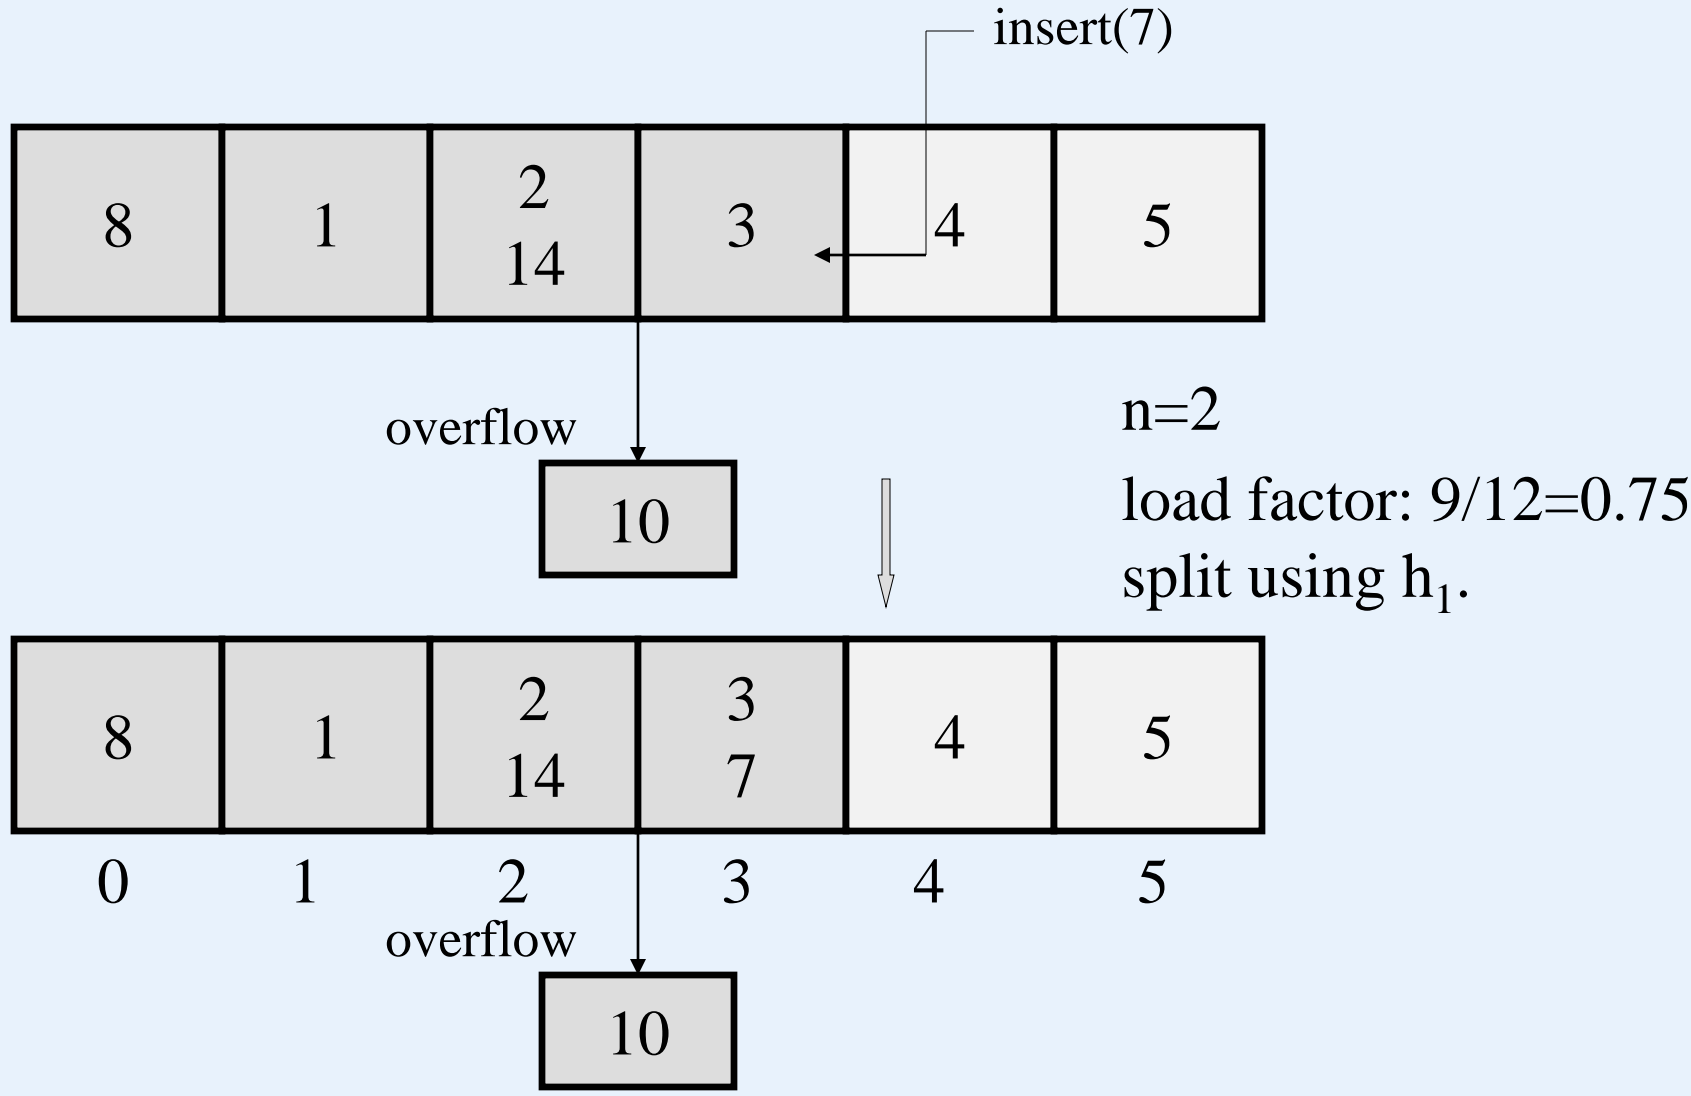 insert(7)
8 1 2 3 4 5
14
overflow
10
n=2
load factor: 9/12=0.75
split using h₁.
8 1 2 3 4 5
14 7
0 1 2 3 4 5
overflow
10